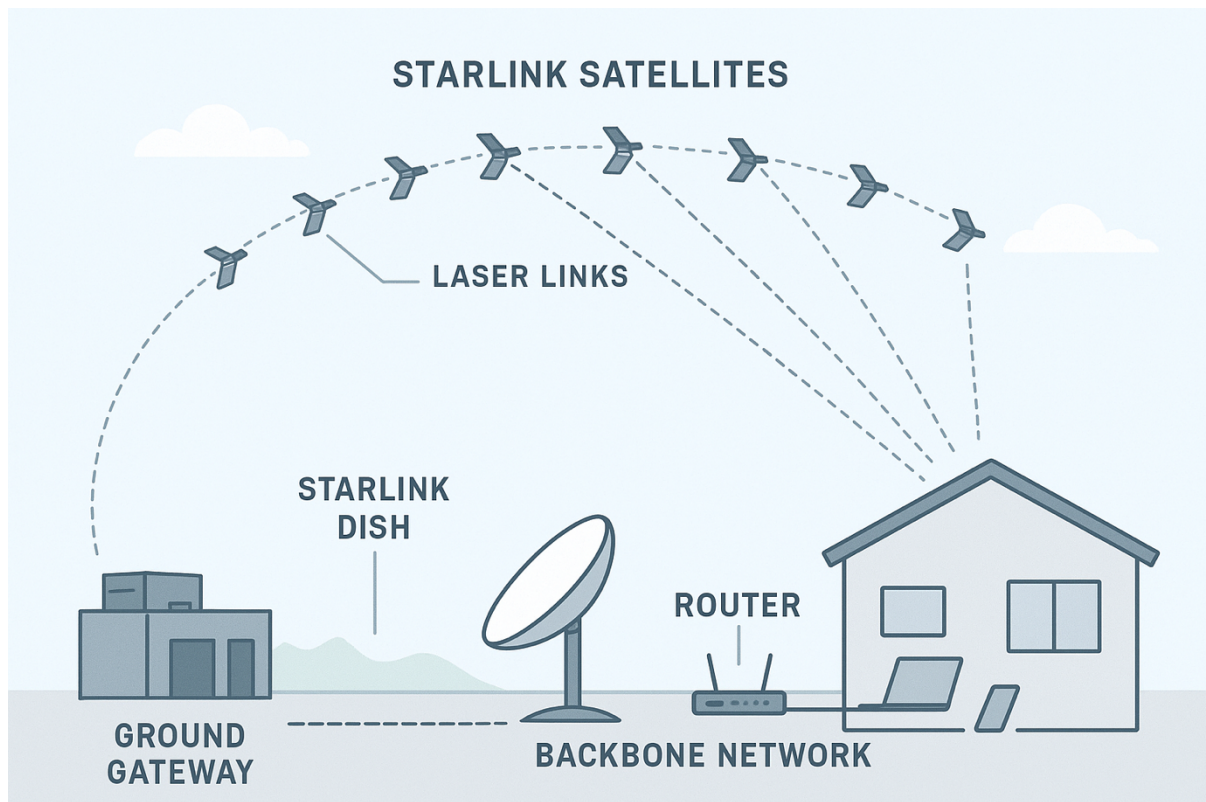 STARLINK SATELLITES
LASER LINKS
STARLINK
DISH
ROUTER
GROUND
GATEWAY
BACKBONE NETWORK